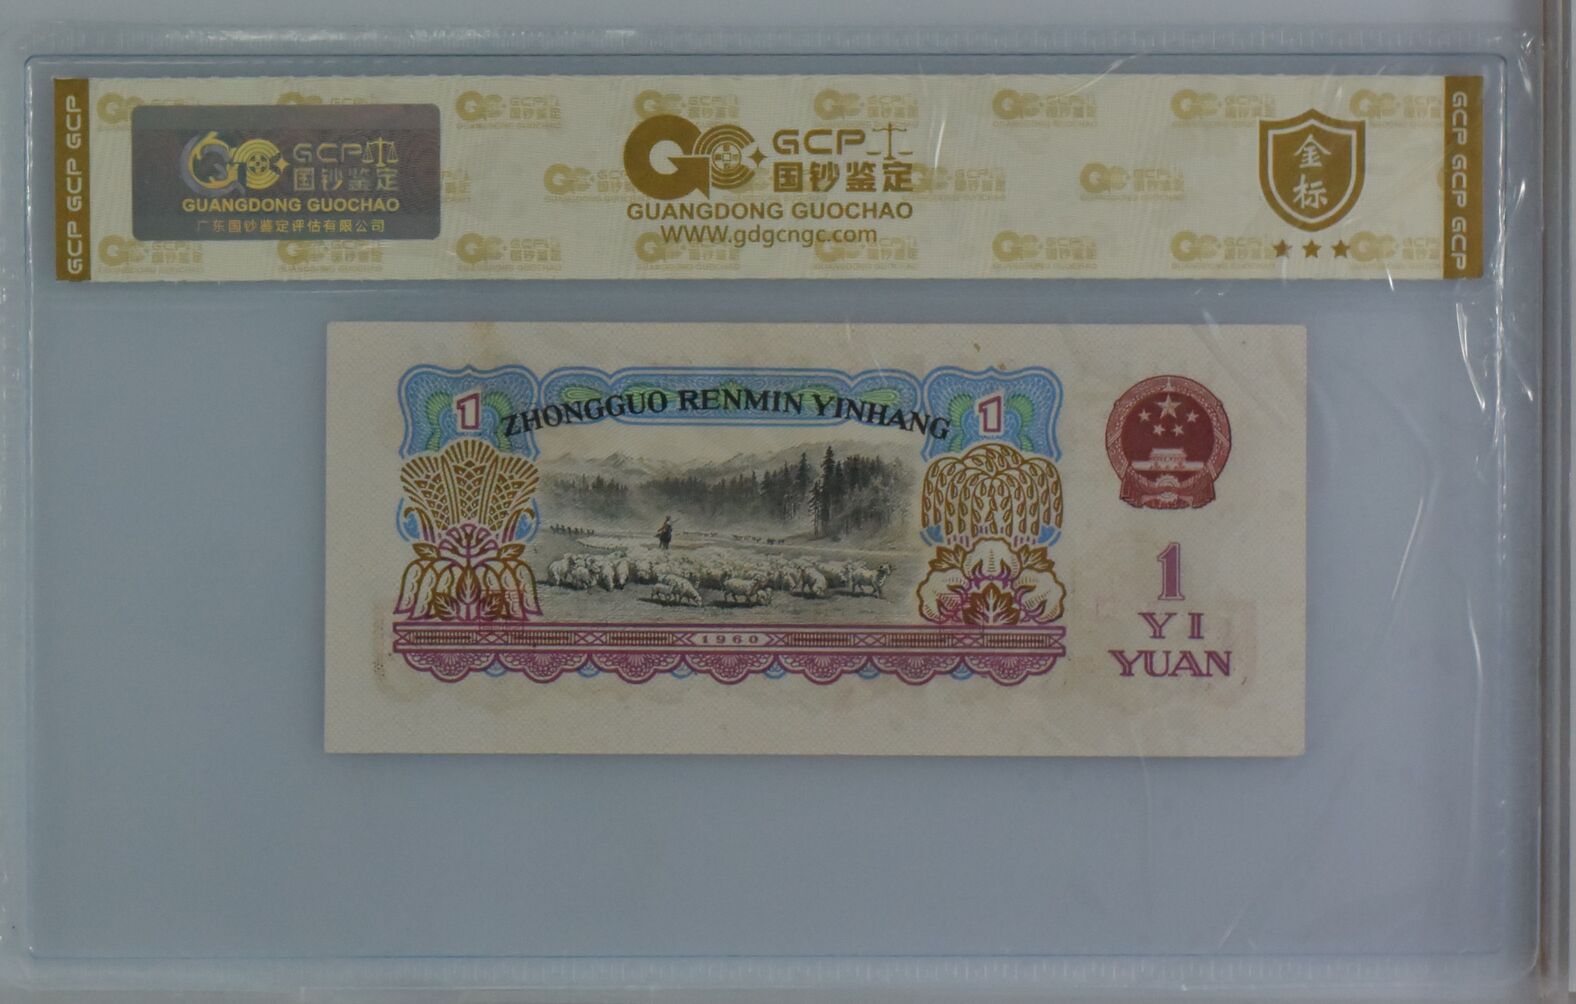 GCP GCP GCP
GCP
国钞鉴定
GUANGDONG GUOCHAO
广东国钞鉴定评估有限公司
GCP
国钞鉴定
GUANGDONG GUOCHAO
WWW.gdgcngc.com
金
标
GCP GCP GCP
1
ZHONGGUO RENMIN YINHANG
1
1960
1
YI
YUAN